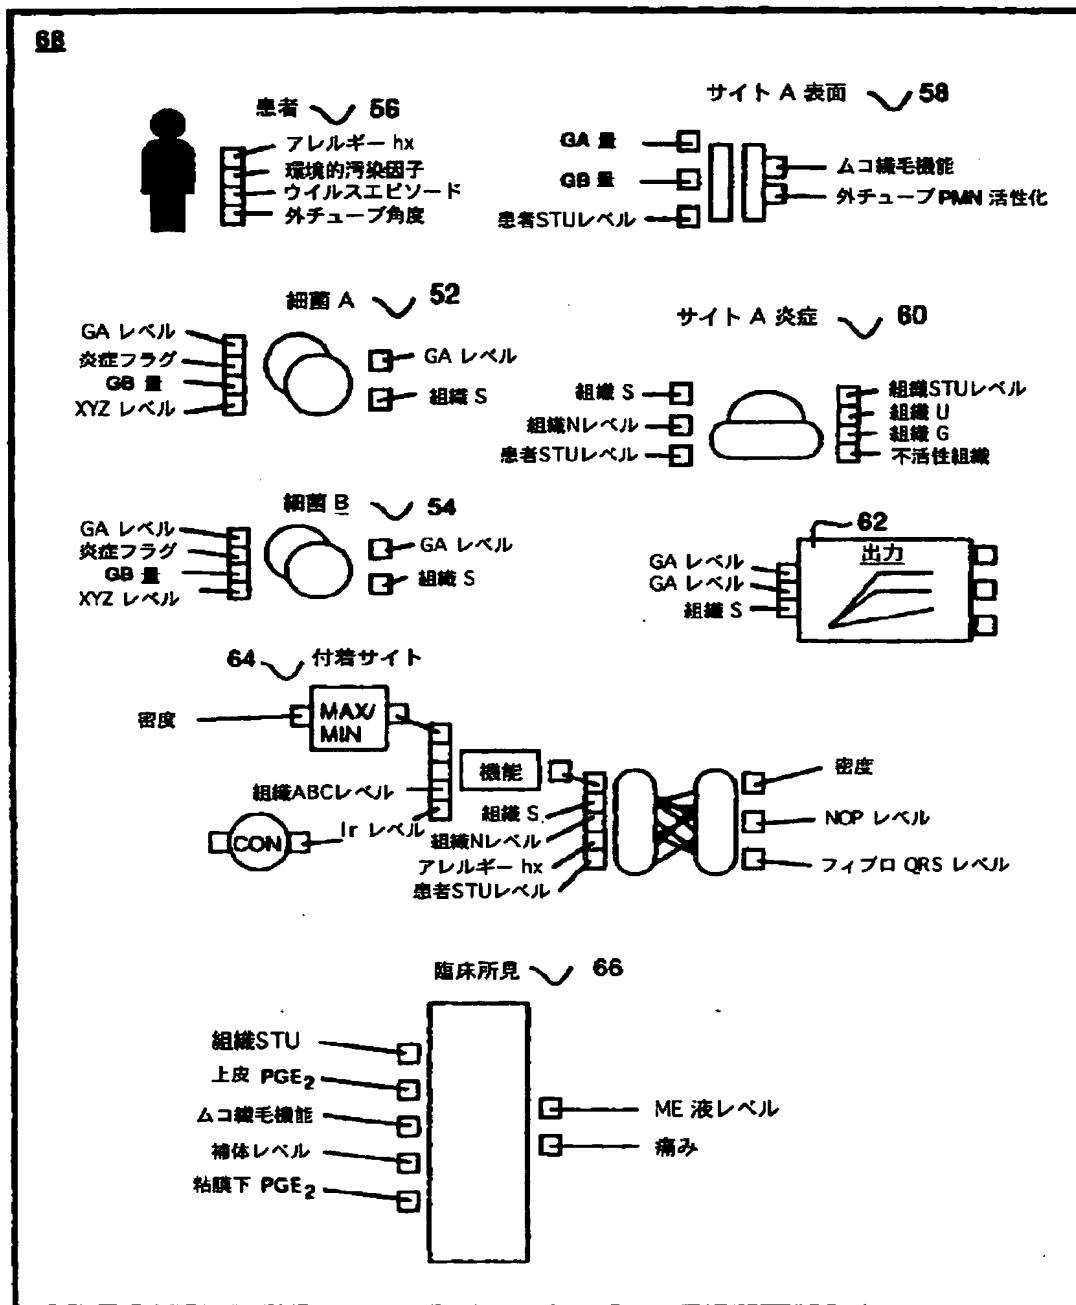 68
患者 56
アレルギー hx
環境的汚染因子
ウイルスエピソード
外チューブ角度
サイト A 表面 58
GA 量
GB 量
患者STUレベル
ムコ繊毛機能
外チューブ PMN 活性化
細菌 A 52
GA レベル
炎症フラグ
GB 量
XYZ レベル
GA レベル
組織 S
サイト A 炎症 60
組織 S
組織Nレベル
患者STUレベル
組織STUレベル
組織 U
組織 G
不活性組織
細菌 B 54
GA レベル
炎症フラグ
GB 量
XYZ レベル
GA レベル
組織 S
62
出力
GA レベル
GA レベル
組織 S
64 付着サイト
密度
MAX/
MIN
組織ABCレベル
Ir レベル
CON
機能
組織 S
組織Nレベル
アレルギー hx
患者STUレベル
密度
NOP レベル
フィブロ QRS レベル
臨床所見 66
組織STU
上皮 PGE2
ムコ繊毛機能
補体レベル
粘膜下 PGE2
ME 液レベル
痛み